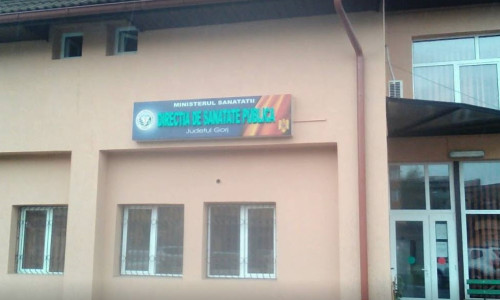 MINISTERUL SANATATII
DIRECTIA DE SANATATE PUBLICA
Judetul Gorj